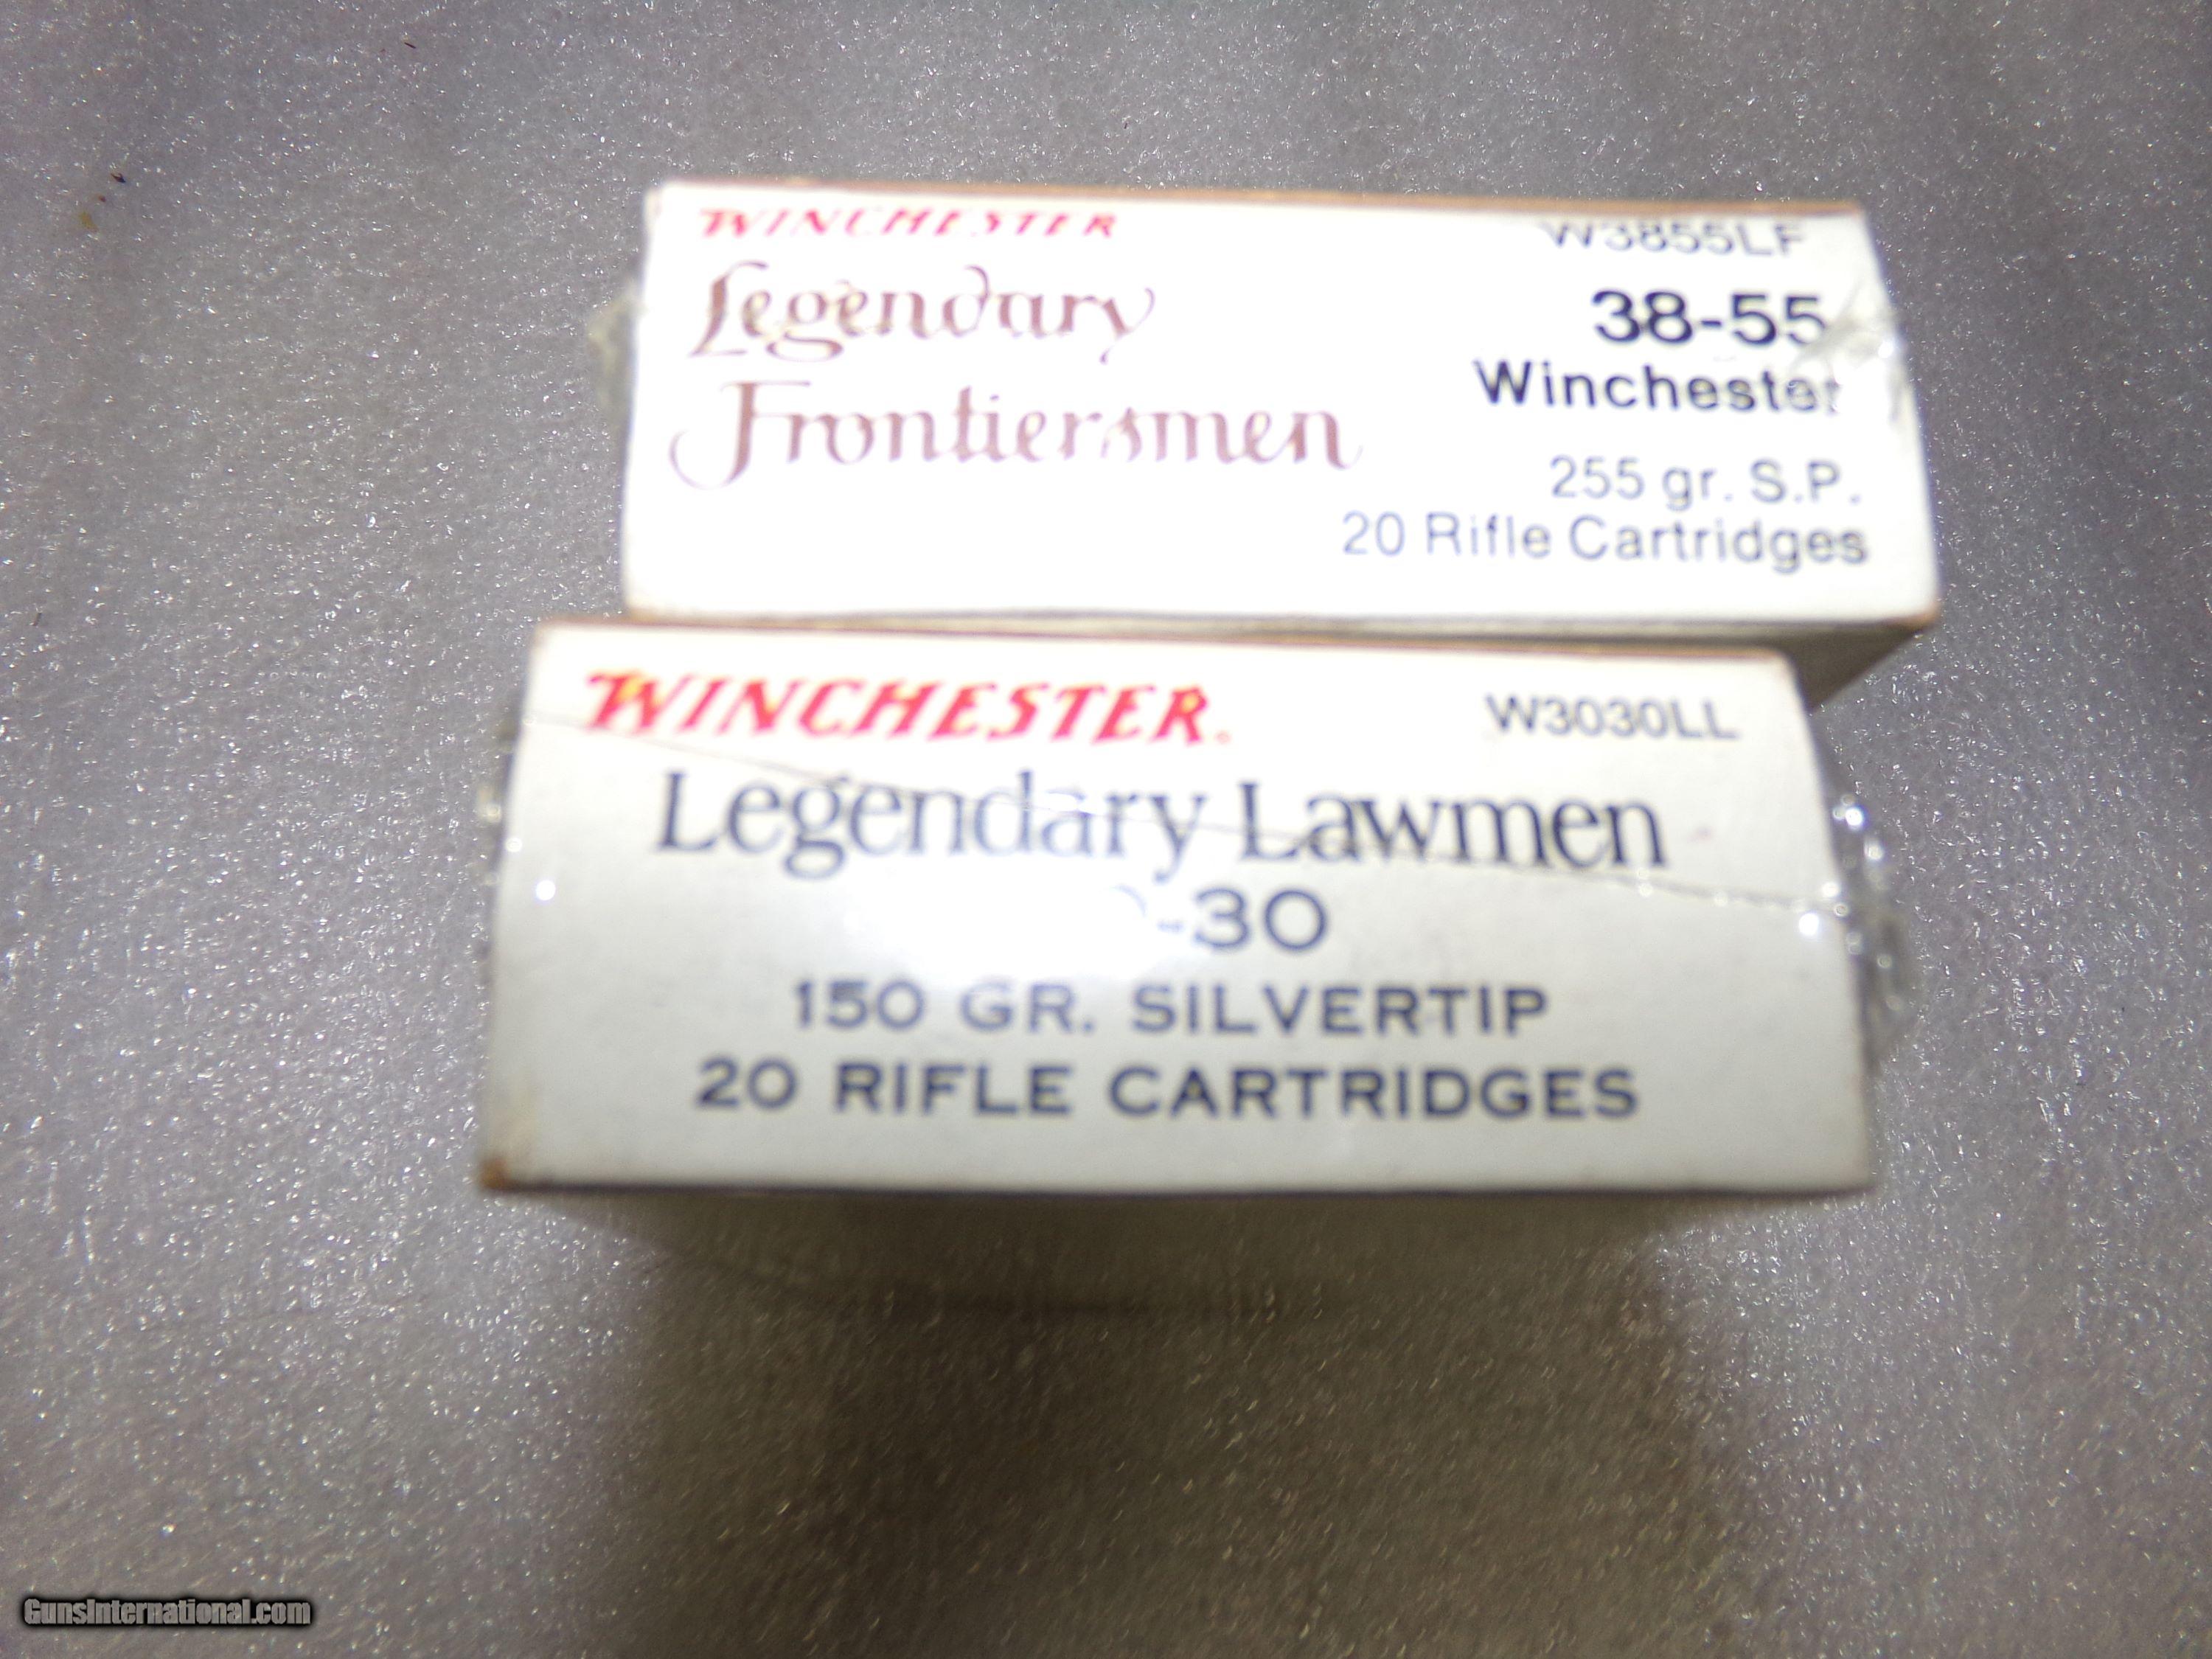 WINCHESTER
W3855LF
Legendary
Frontiersmen
38-55
Winchester
255 gr. S.P.
20 Rifle Cartridges
WINCHESTER.
W3030LL
Legendary Lawmen
-30
150 GR. SILVERTIP
20 RIFLE CARTRIDGES
GunsInternational.com